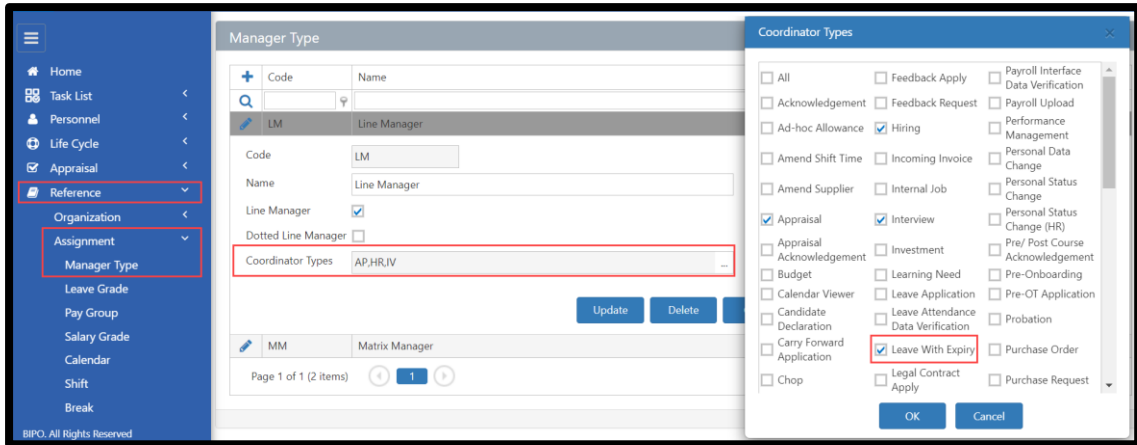 Home
Task List
Personnel
Life Cycle
Appraisal
Reference
Organization
Assignment
Manager Type
Leave Grade
Pay Group
Salary Grade
Calendar
Shift
Break
BIPO. All Rights Reserved
Manager Type
Code Name
LM Line Manager
Code LM
Name Line Manager
Line Manager
Dotted Line Manager
Coordinator Types AP,HR,IV ...
Update Delete
MM Matrix Manager
Page 1 of 1 (2 items) 1
Coordinator Types
All Feedback Apply Payroll Interface
Data Verification
Acknowledgement Feedback Request Payroll Upload
Ad-hoc Allowance Hiring Performance
Management
Amend Shift Time Incoming Invoice Personal Data
Change
Amend Supplier Internal Job Personal Status
Change
Appraisal Interview Personal Status
Change (HR)
Appraisal Investment Pre/ Post Course
Acknowledgement Acknowledgement
Budget Learning Need Pre-Onboarding
Calendar Viewer Leave Application Pre-OT Application
Candidate Leave Attendance Probation
Declaration Data Verification
Carry Forward Leave With Expiry Purchase Order
Application
Chop Legal Contract Purchase Request
Apply
OK Cancel